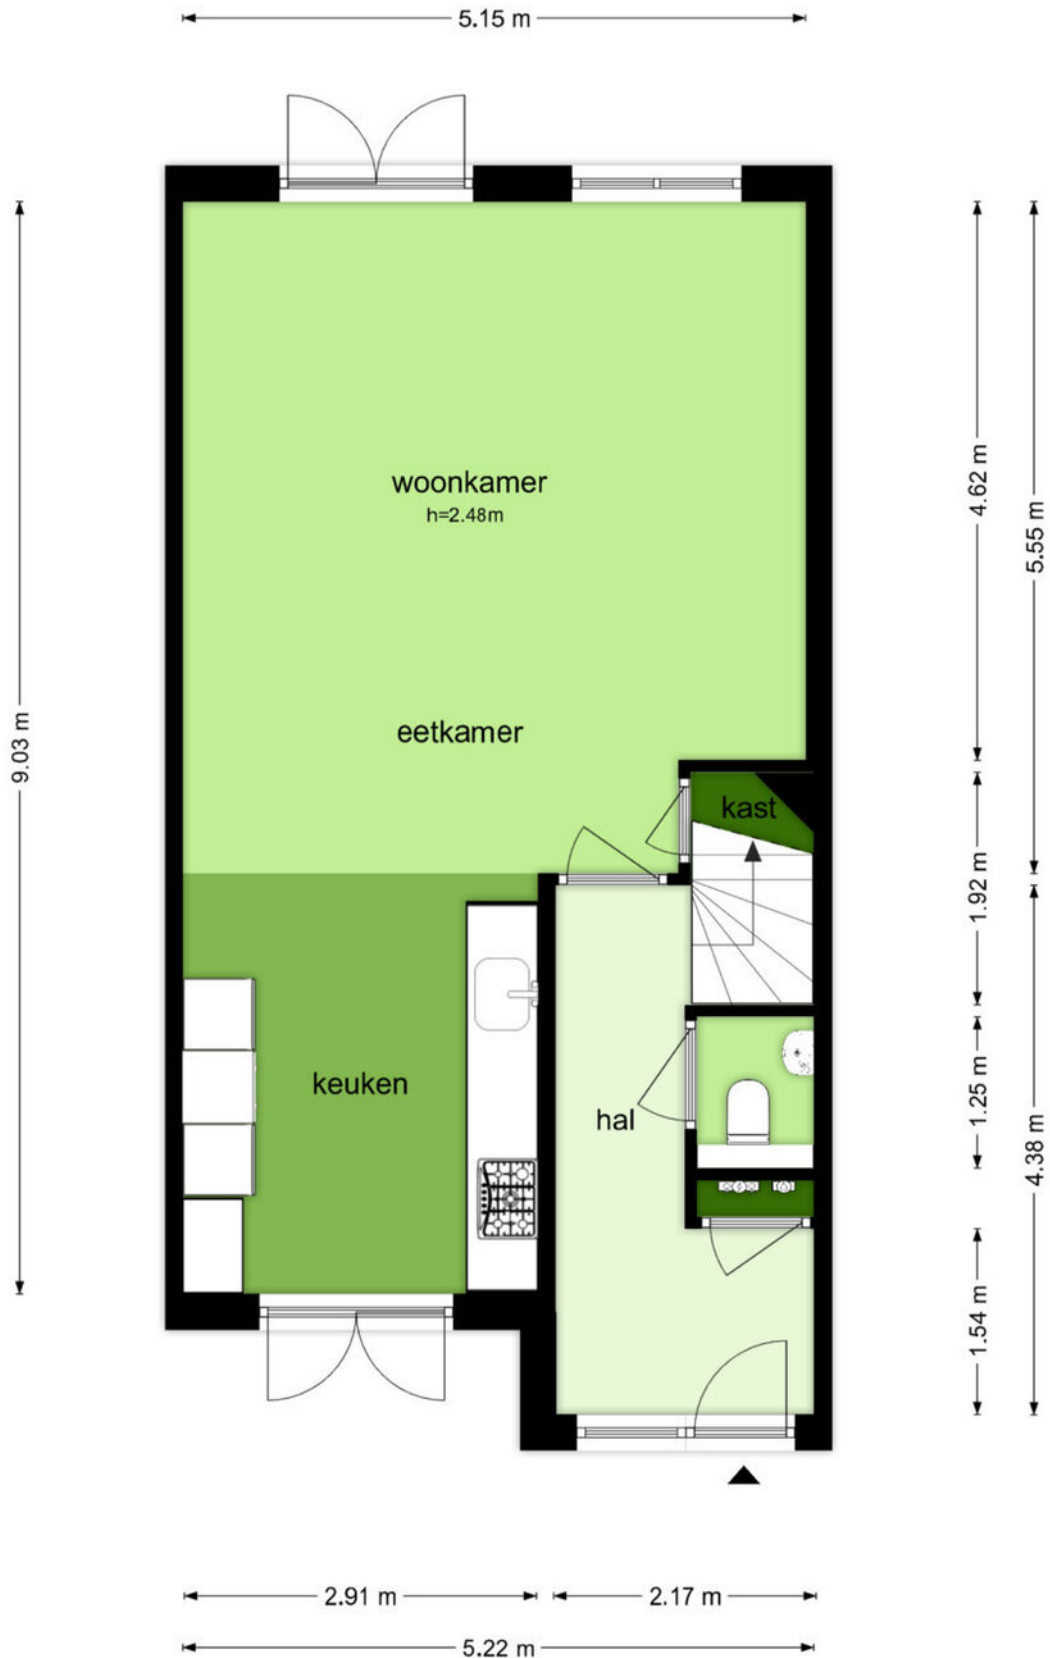 5.15 m
woonkamer
h=2.48m
4.62 m
5.55 m
9.03 m
eetkamer
kast
1.92 m
keuken
hal
1.25 m
4.38 m
1.54 m
2.91 m
2.17 m
5.22 m